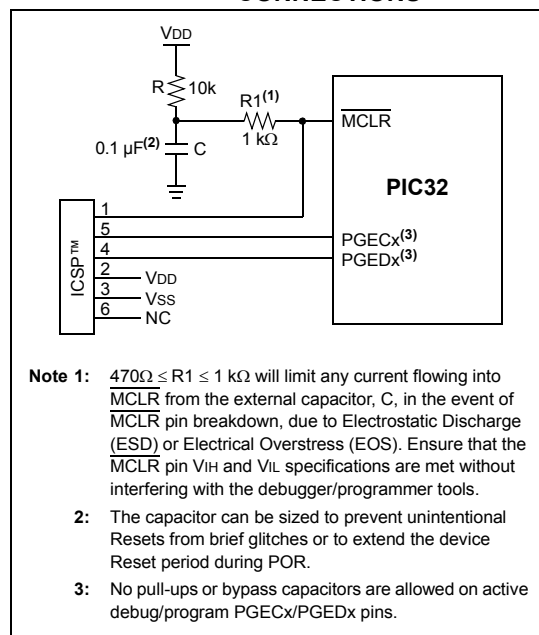 VDD
R
10k
R1(1)
1 kΩ
MCLR
0.1 µF(2)
C
PIC32
ICSP™
1
5
4
2
3
6
PGECx(3)
PGEDx(3)
VDD
VSS
NC
Note 1: 470Ω ≤ R1 ≤ 1 kΩ will limit any current flowing into
MCLR from the external capacitor, C, in the event of
MCLR pin breakdown, due to Electrostatic Discharge
(ESD) or Electrical Overstress (EOS). Ensure that the
MCLR pin VIH and VIL specifications are met without
interfering with the debugger/programmer tools.
2: The capacitor can be sized to prevent unintentional
Resets from brief glitches or to extend the device
Reset period during POR.
3: No pull-ups or bypass capacitors are allowed on active
debug/program PGECx/PGEDx pins.